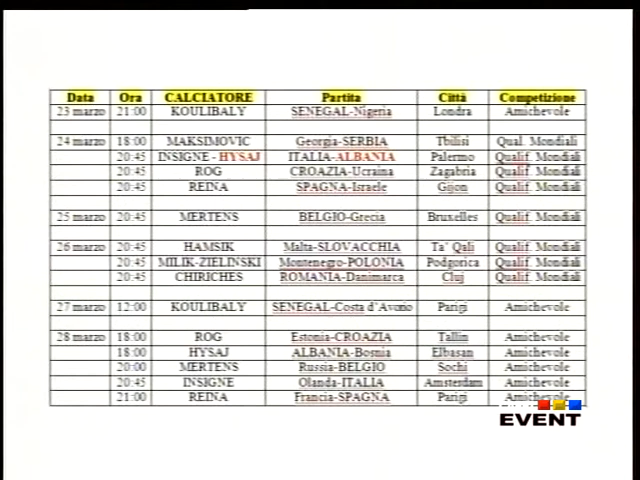 Data Ora CALCIATORE Partita Città Competizione
23 marzo 21:00 KOULIBALY SENEGAL-Nigeria Londra Amichevole
24 marzo 18:00 MAKSIMOVIC Georgia-SERBIA Tbilisi Qual. Mondiali
20:45 INSIGNE - HYSAJ ITALIA-ALBANIA Palermo Qualif. Mondiali
20:45 ROG CROAZIA-Ucraina Zagabria Qualif. Mondiali
20:45 REINA SPAGNA-Israele Gijon Qualif. Mondiali
25 marzo 20:45 MERTENS BELGIO-Grecia Bruxelles Qualif. Mondiali
26 marzo 20:45 HAMSIK Malta-SLOVACCHIA Ta' Qali Qualif. Mondiali
20:45 MILIK-ZIELINSKI Montenegro-POLONIA Podgorica Qualif. Mondiali
20:45 CHIRICHES ROMANIA-Danimarca Cluj Qualif. Mondiali
27 marzo 12:00 KOULIBALY SENEGAL-Costa d'Avorio Parigi Amichevole
28 marzo 18:00 ROG Estonia-CROAZIA Tallin Amichevole
18:00 HYSAJ ALBANIA-Bosnia Elbasan Amichevole
20:00 MERTENS Russia-BELGIO Sochi Amichevole
20:45 INSIGNE Olanda-ITALIA Amsterdam Amichevole
21:00 REINA Francia-SPAGNA Parigi Amichevole
EVENT